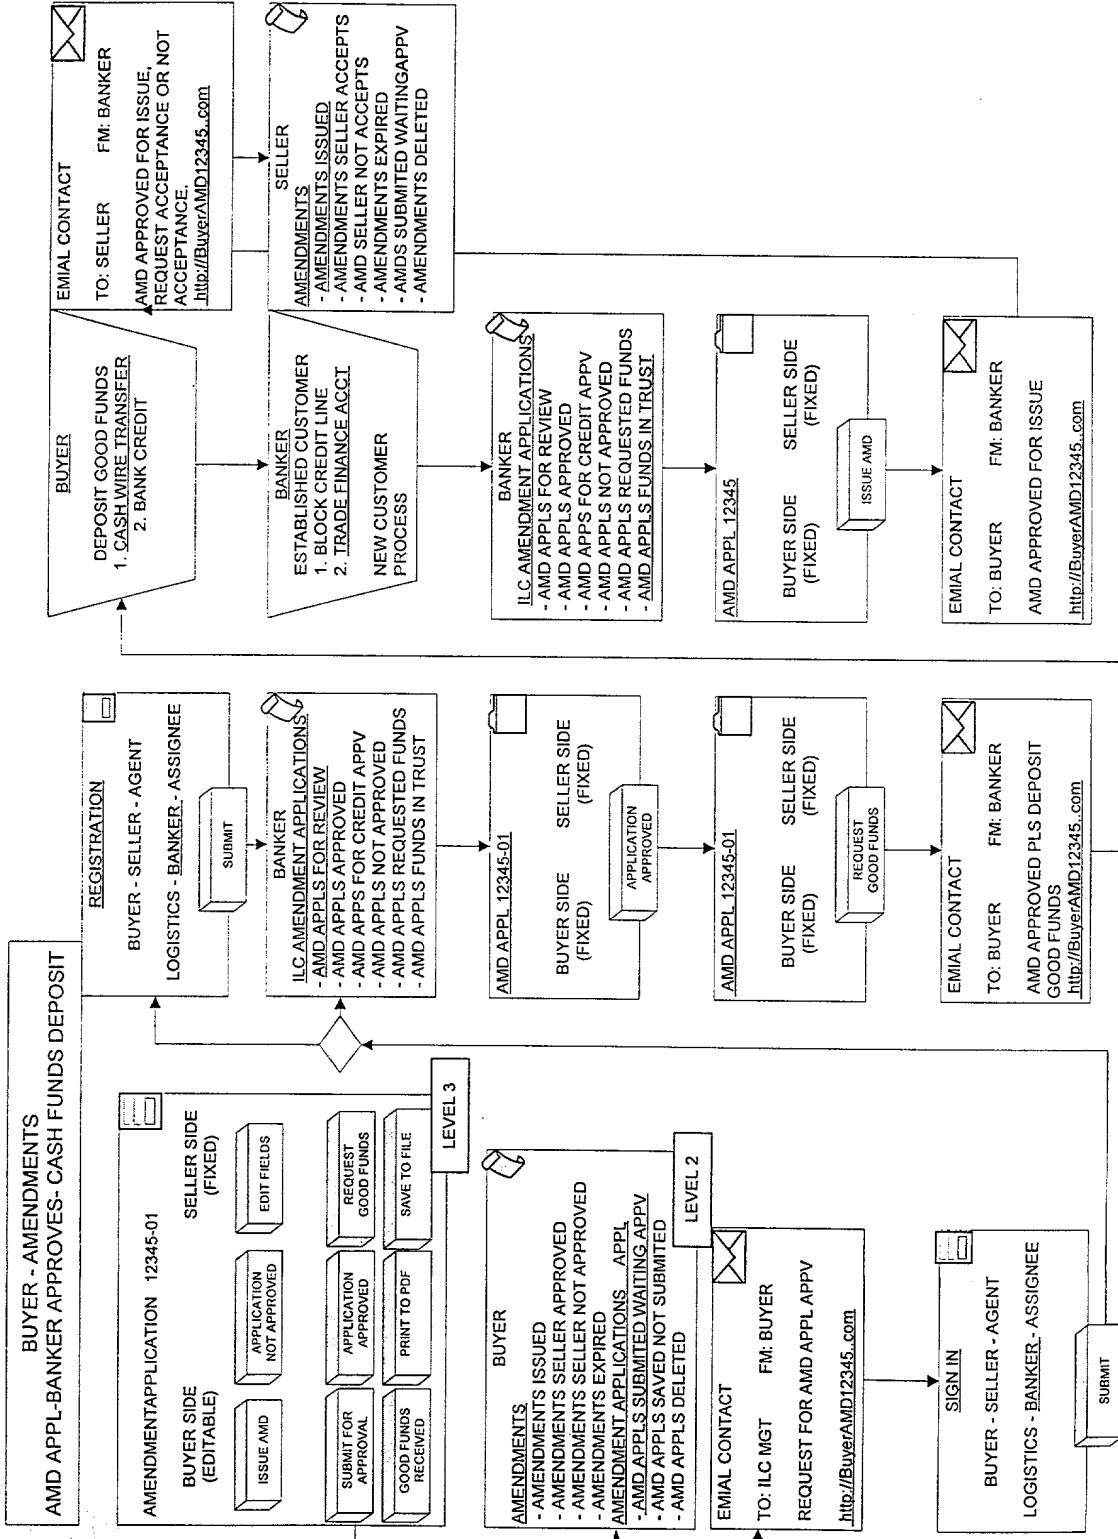 BUYER - AMENDMENTS
AMD APPL-BANKER APPROVES- CASH FUNDS DEPOSIT
AMENDMENTAPPLICATION 12345-01
BUYER SIDE
(EDITABLE)
SELLER SIDE
(FIXED)
ISSUE AMD
APPLICATION
NOT APPROVED
EDIT FIELDS
SUBMIT FOR
APPROVAL
APPLICATION
APPROVED
REQUEST
GOOD FUNDS
GOOD FUNDS
RECEIVED
PRINT TO PDF
SAVE TO FILE
LEVEL 3
BUYER
AMENDMENTS
- AMENDMENTS ISSUED
- AMENDMENTS SELLER APPROVED
- AMENDMENTS SELLER NOT APPROVED
- AMENDMENTS EXPIRED
AMENDMENT APPLICATIONS APPL
- AMD APPLS SUBMITED WAITING APPV
- AMD APPLS SAVED NOT SUBMITED
- AMD APPLS DELETED
LEVEL 2
EMIAL CONTACT
TO: ILC MGT FM: BUYER
REQUEST FOR AMD APPL APPV
http://BuyerAMD12345..com
SIGN IN
BUYER - SELLER - AGENT
LOGISTICS - BANKER - ASSIGNEE
SUBMIT
REGISTRATION
BUYER - SELLER - AGENT
LOGISTICS - BANKER - ASSIGNEE
SUBMIT
BANKER
ILC AMENDMENT APPLICATIONS
- AMD APPLS FOR REVIEW
- AMD APPLS APPROVED
- AMD APPS FOR CREDIT APPV
- AMD APPLS NOT APPROVED
- AMD APPLS REQUESTED FUNDS
- AMD APPLS FUNDS IN TRUST
AMD APPL 12345-01
BUYER SIDE
(FIXED)
SELLER SIDE
(FIXED)
APPLICATION
APPROVED
AMD APPL 12345-01
BUYER SIDE
(FIXED)
SELLER SIDE
(FIXED)
REQUEST
GOOD FUNDS
EMIAL CONTACT
TO: BUYER FM: BANKER
AMD APPROVED PLS DEPOSIT
GOOD FUNDS
http://BuyerAMD12345..com
BUYER
DEPOSIT GOOD FUNDS
1. CASH WIRE TRANSFER
2. BANK CREDIT
BANKER
ESTABLISHED CUSTOMER
1. BLOCK CREDIT LINE
2. TRADE FINANCE ACCT
NEW CUSTOMER
PROCESS
BANKER
ILC AMENDMENT APPLICATIONS
- AMD APPLS FOR REVIEW
- AMD APPLS APPROVED
- AMD APPS FOR CREDIT APPV
- AMD APPLS NOT APPROVED
- AMD APPLS REQUESTED FUNDS
- AMD APPLS FUNDS IN TRUST
AMD APPL 12345
BUYER SIDE
(FIXED)
SELLER SIDE
(FIXED)
ISSUE AMD
EMIAL CONTACT
TO: BUYER FM: BANKER
AMD APPROVED FOR ISSUE
http://BuyerAMD12345..com
EMIAL CONTACT
TO: SELLER FM: BANKER
AMD APPROVED FOR ISSUE,
REQUEST ACCEPTANCE OR NOT
ACCEPTANCE.
http://BuyerAMD12345..com
SELLER
AMENDMENTS
- AMENDMENTS ISSUED
- AMENDMENTS SELLER ACCEPTS
- AMD SELLER NOT ACCEPTS
- AMENDMENTS EXPIRED
- AMDS SUBMITED WAITINGAPPV
- AMENDMENTS DELETED